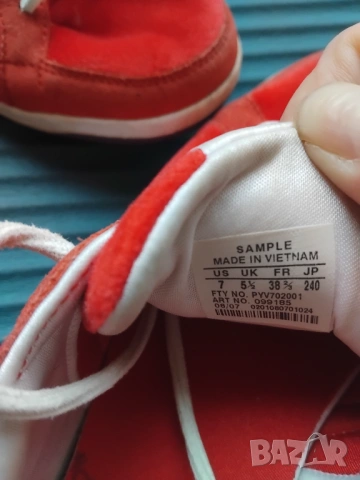 SAMPLE
MADE IN VIETNAM
US UK FR JP
7 5½ 38⅔ 240
FTY NO. PYV702001
ART NO. 099185
06/07 0201080701024
BAZAR